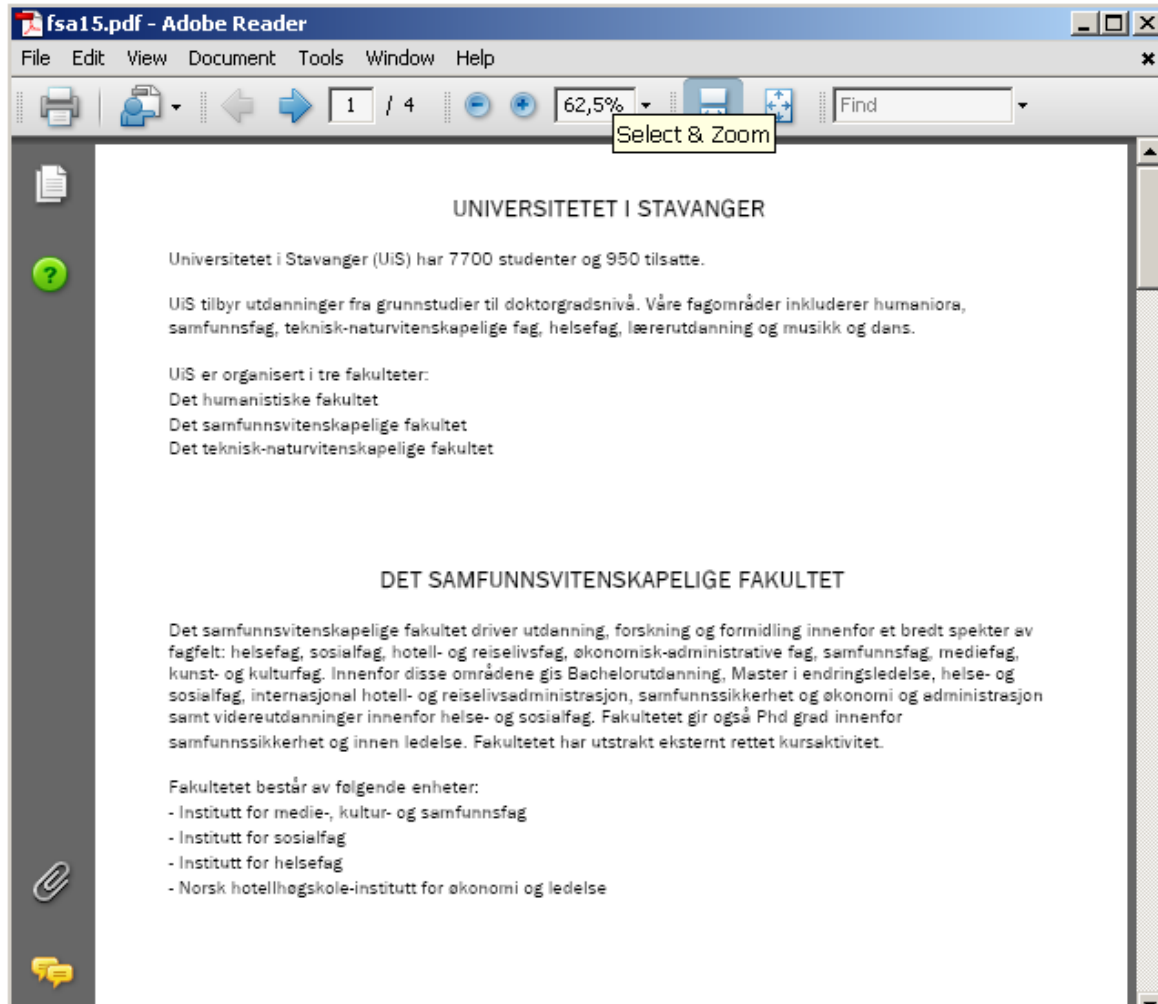 fsa15.pdf - Adobe Reader
File Edit View Document Tools Window Help
1 / 4 62,5% Find
Select & Zoom
UNIVERSITETET I STAVANGER
Universitetet i Stavanger (UiS) har 7700 studenter og 950 tilsatte.
UiS tilbyr utdanninger fra grunnstudier til doktorgradsnivå. Våre fagområder inkluderer humaniora,
samfunnsfag, teknisk-naturvitenskapelige fag, helsefag, lærerutdanning og musikk og dans.
UiS er organisert i tre fakulteter:
Det humanistiske fakultet
Det samfunnsvitenskapelige fakultet
Det teknisk-naturvitenskapelige fakultet
DET SAMFUNNSVITENSKAPELIGE FAKULTET
Det samfunnsvitenskapelige fakultet driver utdanning, forskning og formidling innenfor et bredt spekter av
fagfelt: helsefag, sosialfag, hotell- og reiselivsfag, økonomisk-administrative fag, samfunnsfag, mediefag,
kunst- og kulturfag. Innenfor disse områdene gis Bachelorutdanning, Master i endringsledelse, helse- og
sosialfag, internasjonal hotell- og reiselivsadministrasjon, samfunnssikkerhet og økonomi og administrasjon
samt videreutdanninger innenfor helse- og sosialfag. Fakultetet gir også Phd grad innenfor
samfunnssikkerhet og innen ledelse. Fakultetet har utstrakt eksternt rettet kursaktivitet.
Fakultetet består av følgende enheter:
- Institutt for medie-, kultur- og samfunnsfag
- Institutt for sosialfag
- Institutt for helsefag
- Norsk hotellhøgskole-institutt for økonomi og ledelse